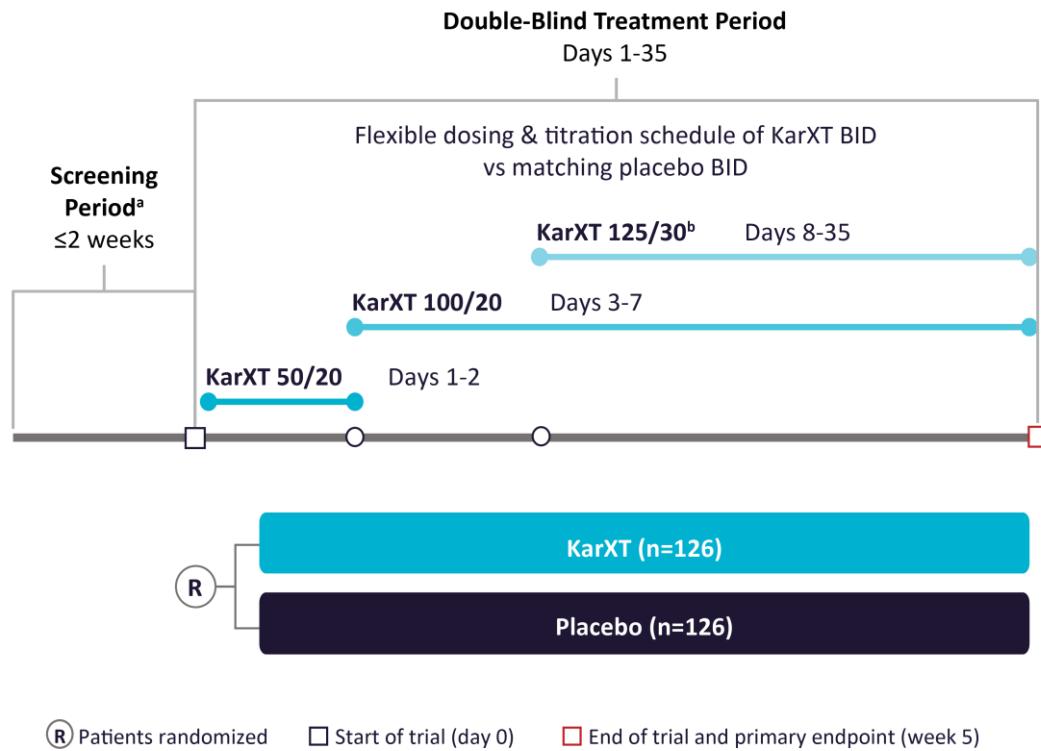 Double-Blind Treatment Period
Days 1-35
Flexible dosing & titration schedule of KarXT BID
vs matching placebo BID
Screening
Periodᵃ
≤2 weeks
KarXT 125/30ᵇ Days 8-35
KarXT 100/20 Days 3-7
KarXT 50/20 Days 1-2
KarXT (n=126)
R
Placebo (n=126)
R Patients randomized
Start of trial (day 0)
End of trial and primary endpoint (week 5)